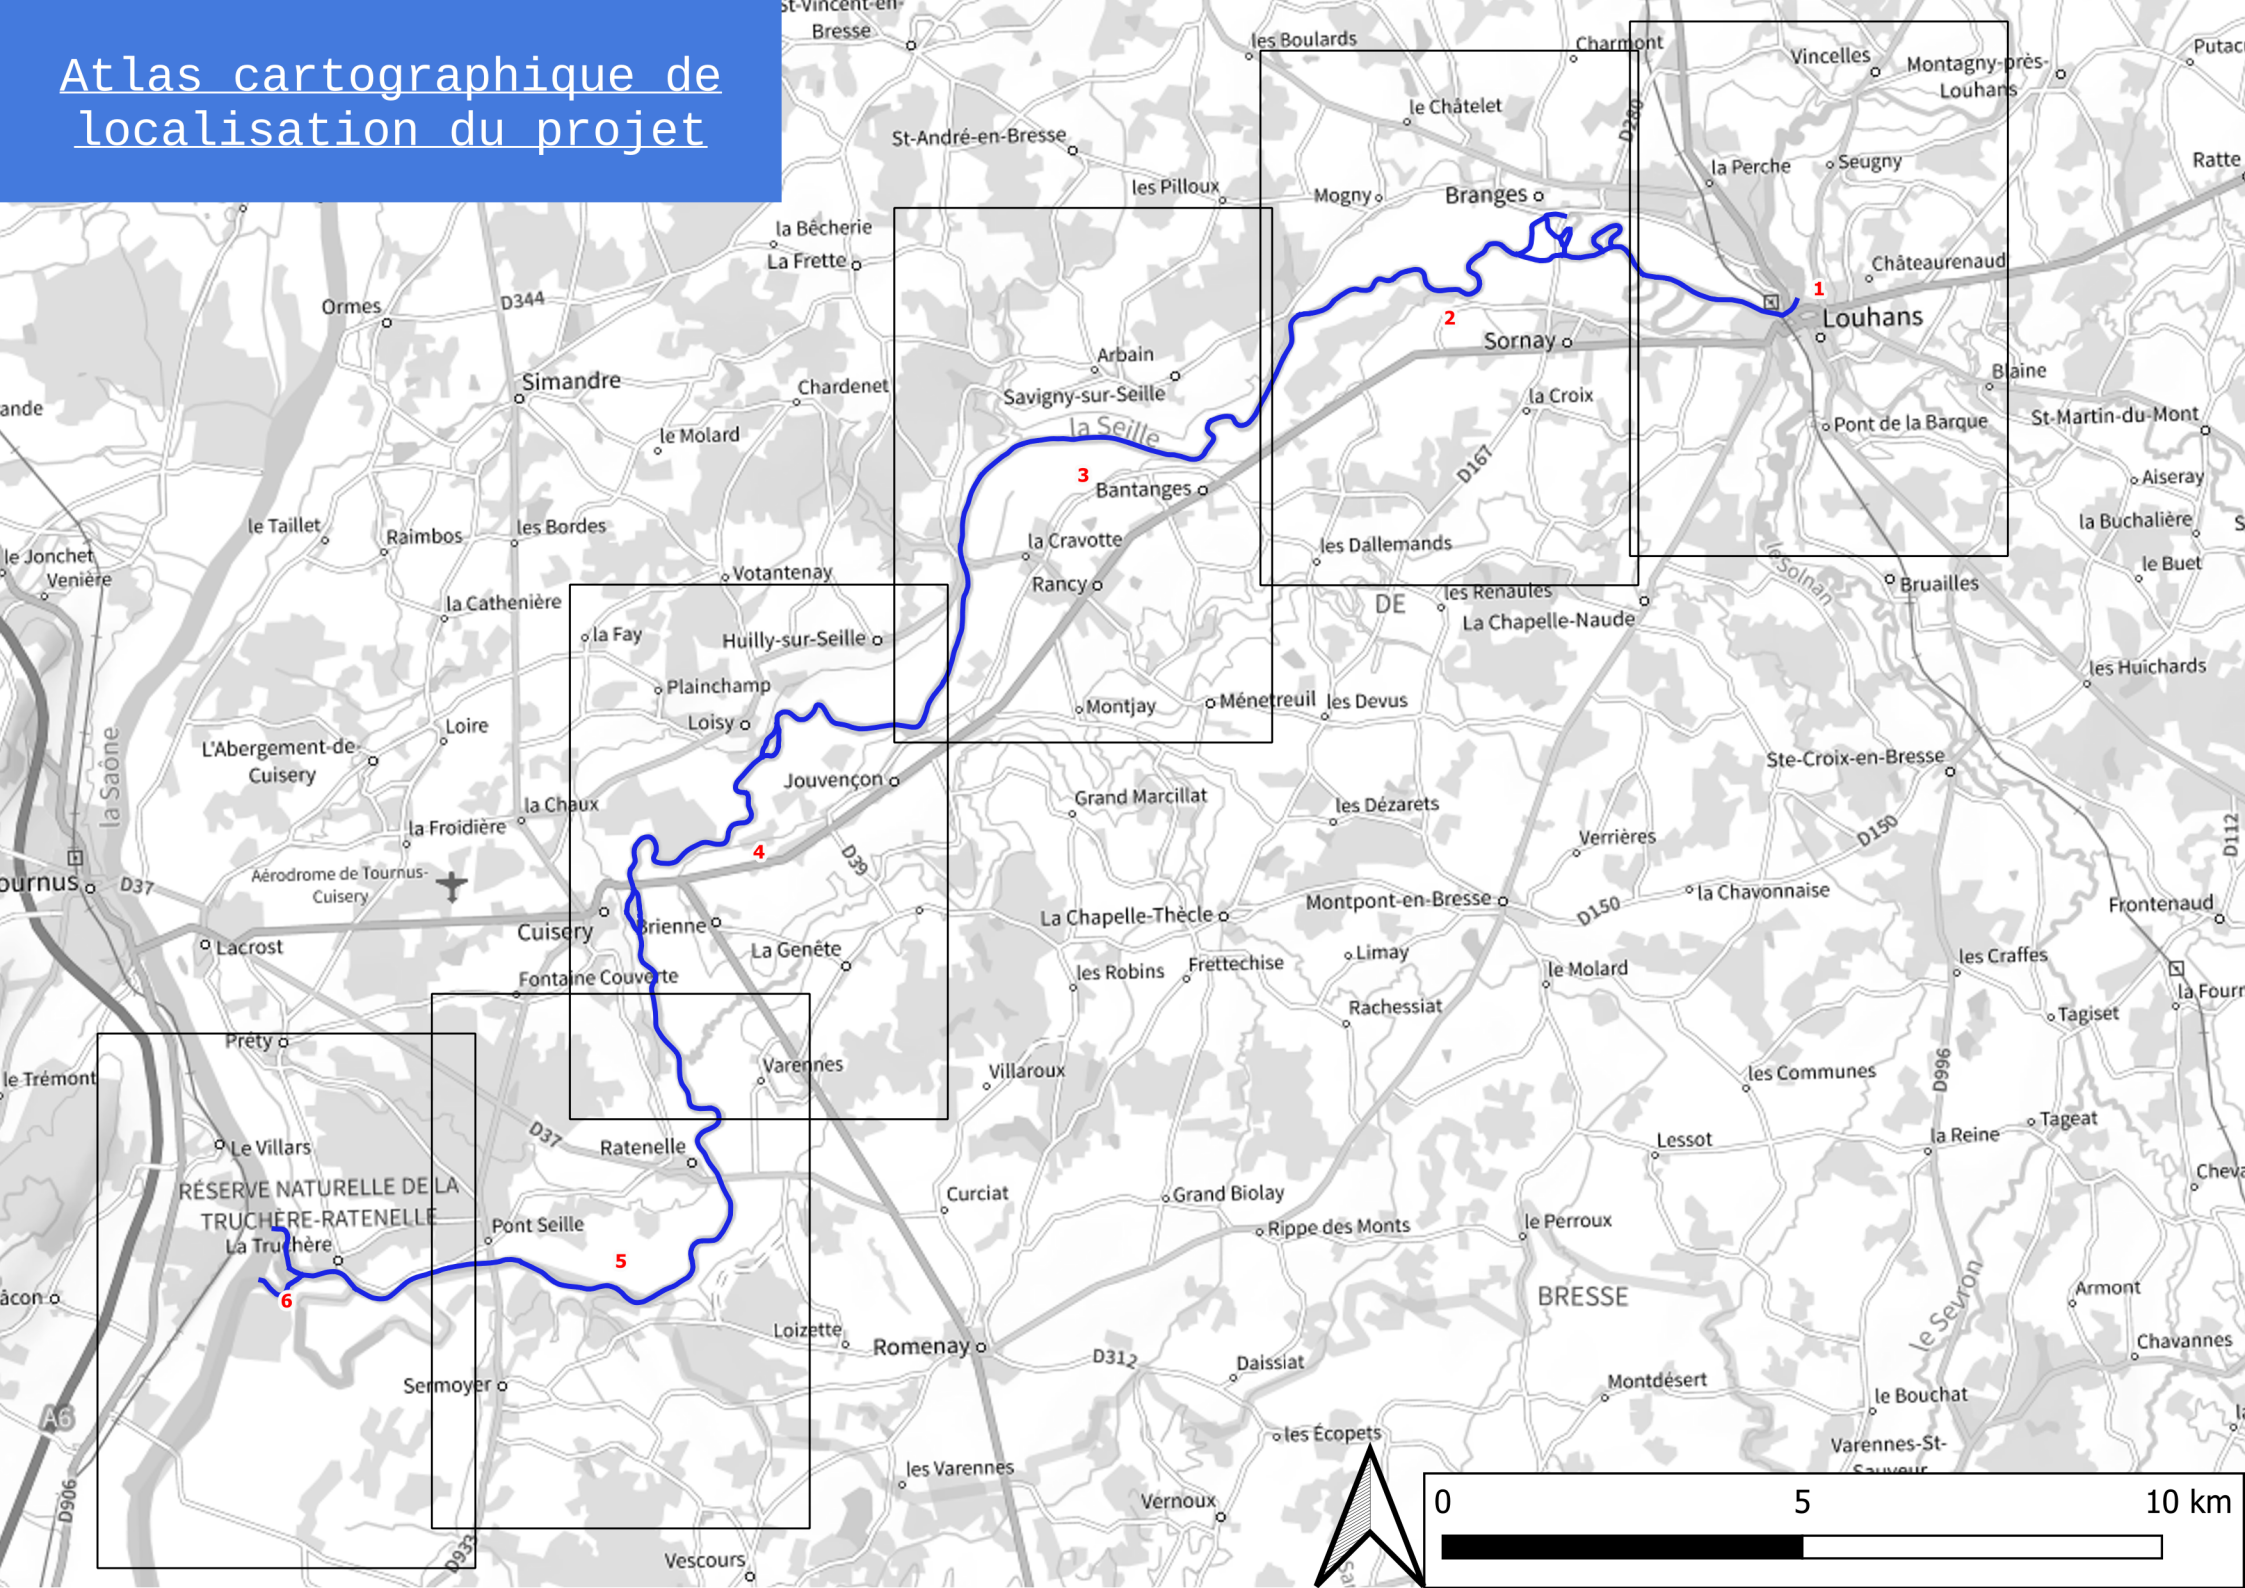 Atlas cartographique de
localisation du projet
St-Vincent-en-
Bresse
les Boulards
Charmont
Vincelles
Montagny-près-
Louhans
le Châtelet
D280
St-André-en-Bresse
la Perche
Seugny
Ratte
les Pilloux
Mogny
Branges
la Bêcherie
La Frette
Châteaurenaud
1
Ormes
D344
2
Louhans
Sornay
Arbain
Simandre
Chardenet
Savigny-sur-Seille
la Croix
Blaine
la Seille
le Molard
Pont de la Barque
St-Martin-du-Mont
3
D167
Bantanges
Aiseray
le Taillet
Raimbos
les Bordes
la Buchalière
la Cravotte
les Dallemands
le Jonchet
Venière
Votantenay
le Solnan
le Buet
Rancy
Bruailles
la Cathenière
les Renaules
DE
La Chapelle-Naude
la Fay
Huilly-sur-Seille
les Huichards
Plainchamp
Loisy
Montjay
Ménetreuil
les Devus
Loire
L'Abergement-de-
Cuisery
la Saône
Ste-Croix-en-Bresse
Jouvençon
Grand Marcillat
la Chaux
les Dézarets
la Froidière
Verrières
D150
D112
4
D39
Aérodrome de Tournus-
Cuisery
ournus
D37
la Chavonnaise
Montpont-en-Bresse
D150
Frontenaud
La Chapelle-Thècle
Cuisery
Brienne
Lacrost
La Genête
Limay
les Craffes
Fontaine Couverte
les Robins
Frettechise
le Molard
Rachessiat
Tagiset
Préty
Varennes
Villaroux
les Communes
D996
le Trémont
D37
Ratenelle
Lessot
la Reine
Tageat
Le Villars
RÉSERVE NATURELLE DE LA
TRUCHÈRE-RATENELLE
Curciat
Grand Biolay
Pont Seille
Rippe des Monts
le Perroux
La Truchère
5
6
BRESSE
Armont
le Sevron
Loizette
Romenay
D312
Daissiat
Chavannes
Sermoyer
Montdésert
le Bouchat
A6
les Écopets
Varennes-St-
Sauveur
les Varennes
Vernoux
D906
D933
Vescours
0
5
10 km